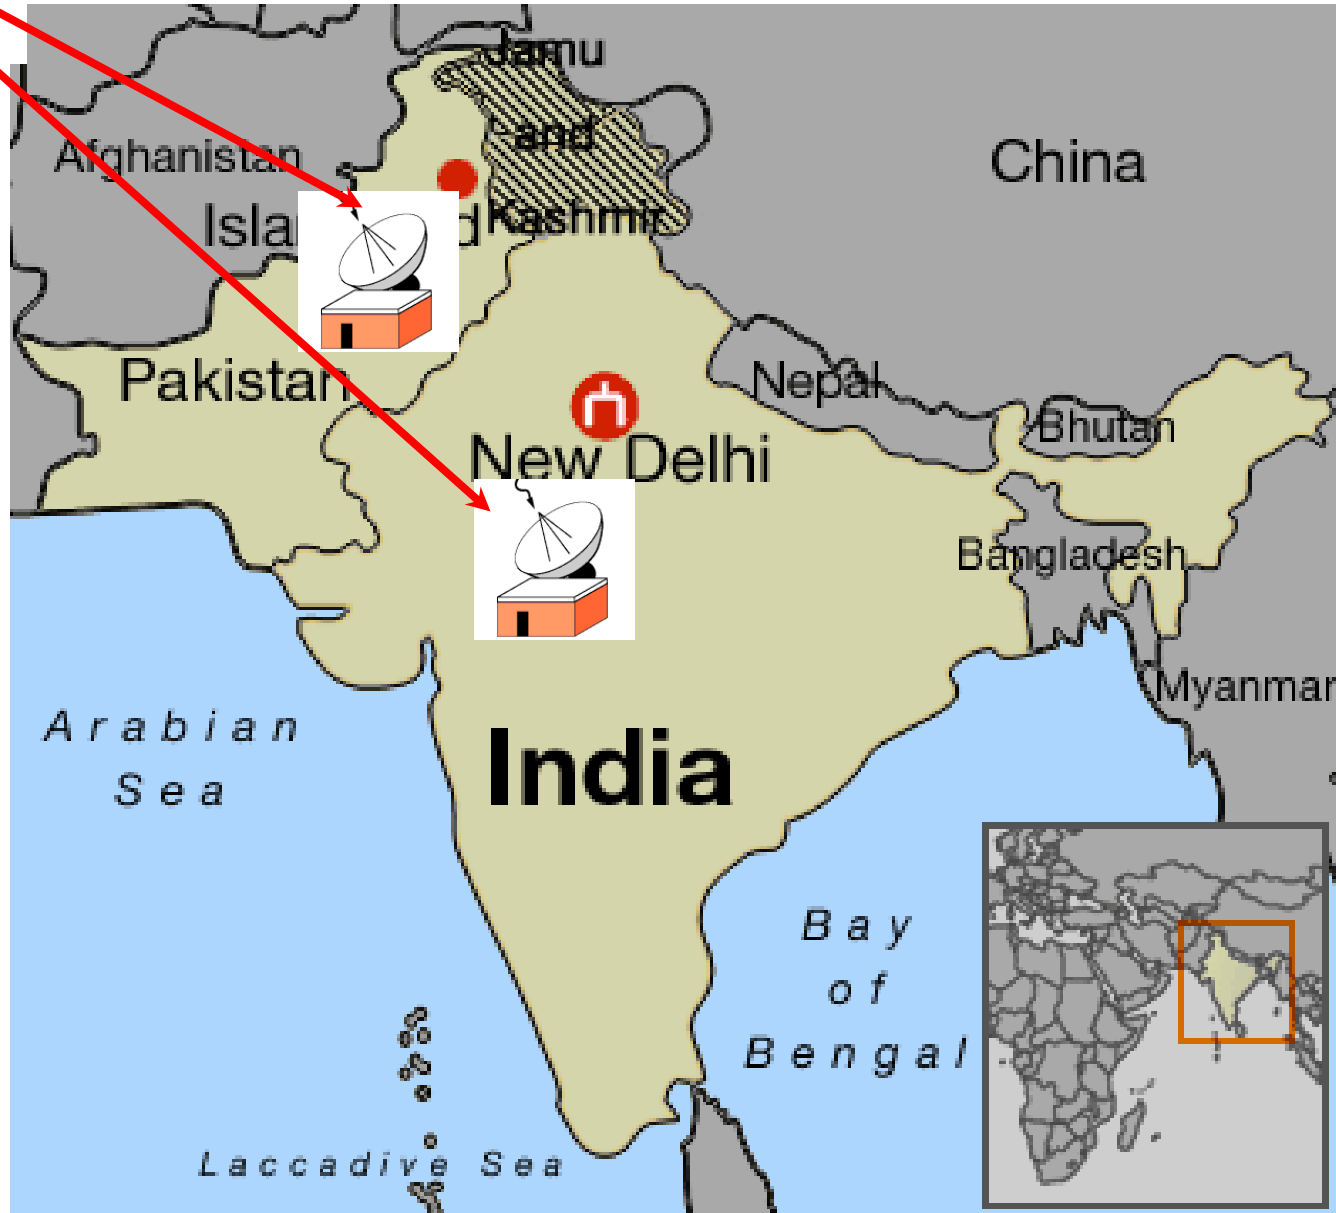 Jamu
and
Kashmir
Afghanistan
China
Isla d
Pakistan
Nepal
Bhutan
New Delhi
Bangladesh
Myanmar
Arabian
Sea
India
Bay
of
Bengal
Laccadive Sea